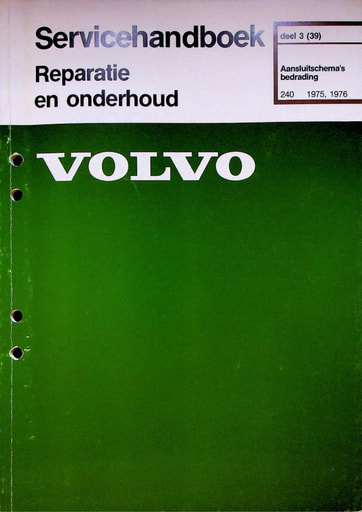 Servicehandboek
Reparatie
en onderhoud
deel 3 (39)
Aansluitschema's
bedrading
240 1975, 1976
VOLVO